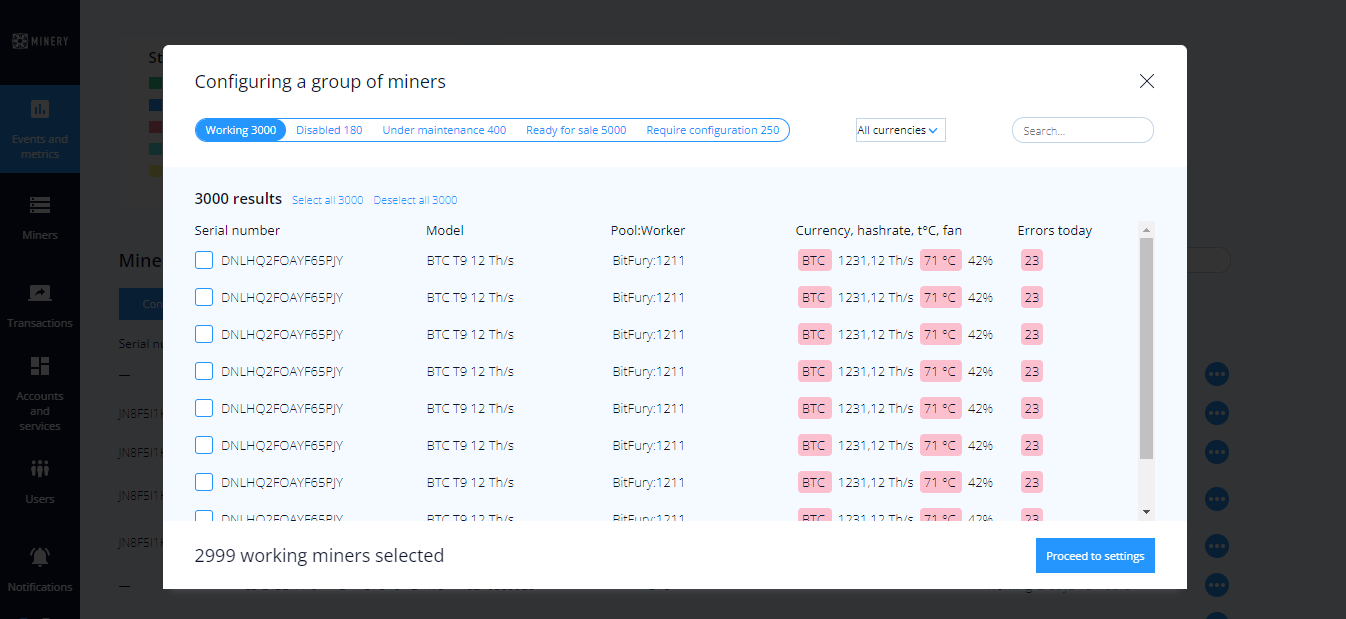 MINERY
St
Events and
metrics
Miners
Transactions
Accounts
and
services
Users
Notifications
Mine
Con
Serial n
Configuring a group of miners
Working 3000 Disabled 180 Under maintenance 400 Ready for sale 5000 Require configuration 250 All currencies Search...
3000 results Select all 3000 Deselect all 3000
Serial number Model Pool:Worker Currency, hashrate, t°C, fan Errors today
DNLHQ2FOAYF65PJY BTC T9 12 Th/s BitFury:1211 BTC 1231,12 Th/s 71 °C 42% 23
DNLHQ2FOAYF65PJY BTC T9 12 Th/s BitFury:1211 BTC 1231,12 Th/s 71 °C 42% 23
DNLHQ2FOAYF65PJY BTC T9 12 Th/s BitFury:1211 BTC 1231,12 Th/s 71 °C 42% 23
DNLHQ2FOAYF65PJY BTC T9 12 Th/s BitFury:1211 BTC 1231,12 Th/s 71 °C 42% 23
DNLHQ2FOAYF65PJY BTC T9 12 Th/s BitFury:1211 BTC 1231,12 Th/s 71 °C 42% 23
DNLHQ2FOAYF65PJY BTC T9 12 Th/s BitFury:1211 BTC 1231,12 Th/s 71 °C 42% 23
DNLHQ2FOAYF65PJY BTC T9 12 Th/s BitFury:1211 BTC 1231,12 Th/s 71 °C 42% 23
DNLHQ2FOAYF65PJY BTC T9 12 Th/s BitFury:1211 BTC 1231,12 Th/s 71 °C 42% 23
2999 working miners selected Proceed to settings